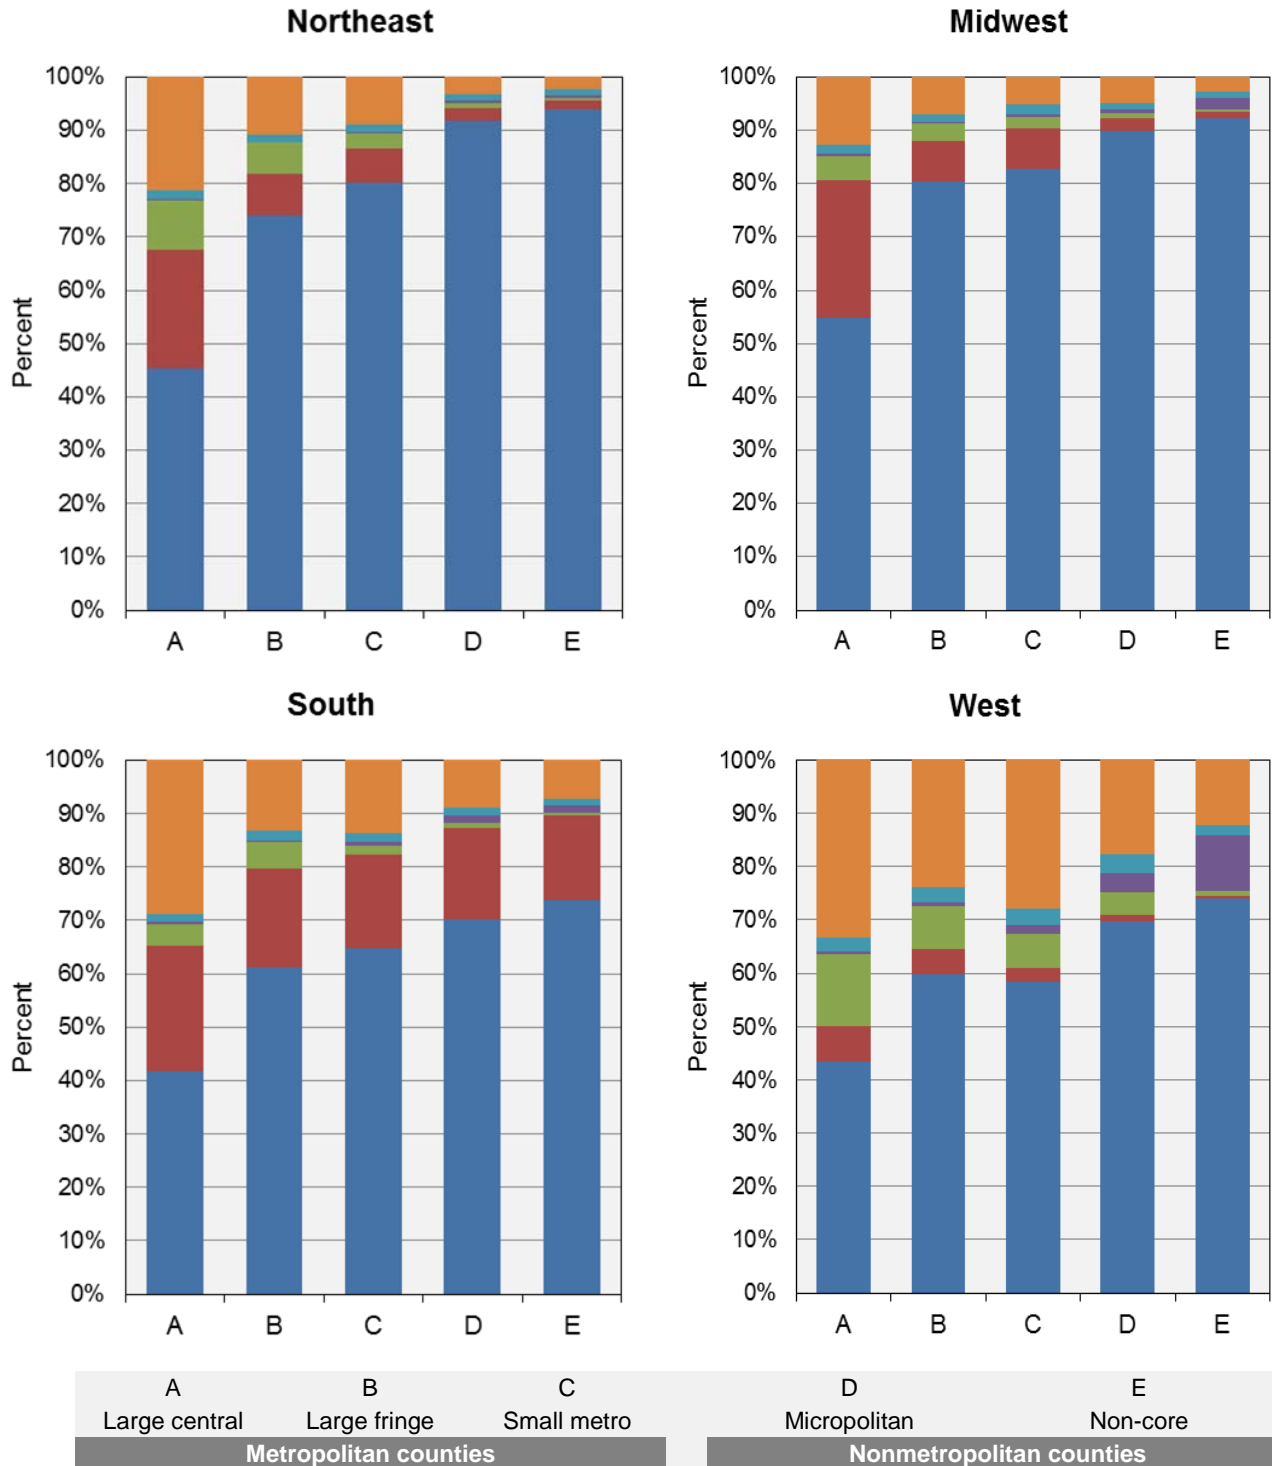 Northeast
100%
90%
80%
70%
60%
50%
40%
30%
20%
10%
0%
Percent
A B C D E
Midwest
100%
90%
80%
70%
60%
50%
40%
30%
20%
10%
0%
Percent
A B C D E
South
100%
90%
80%
70%
60%
50%
40%
30%
20%
10%
0%
Percent
A B C D E
West
100%
90%
80%
70%
60%
50%
40%
30%
20%
10%
0%
Percent
A B C D E
A B C D E
Large central Large fringe Small metro Micropolitan Non-core
Metropolitan counties Nonmetropolitan counties